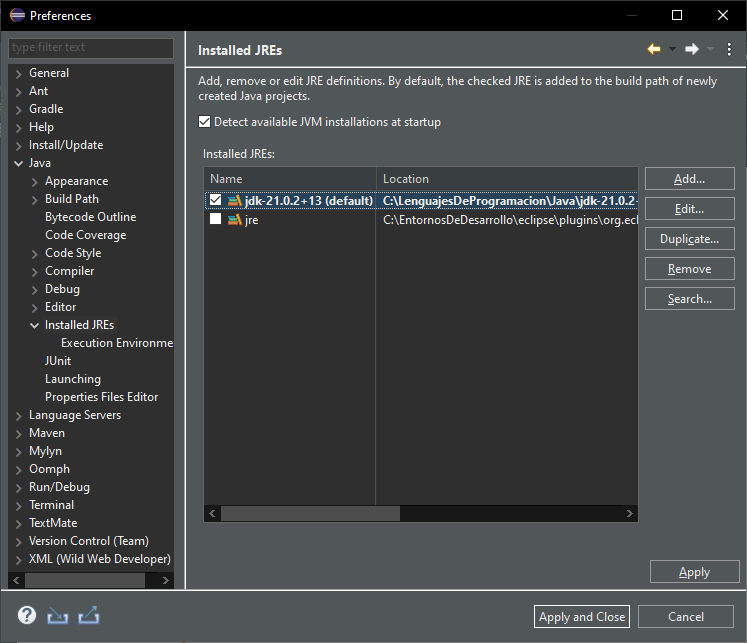 Preferences
type filter text
General
Ant
Gradle
Help
Install/Update
Java
Appearance
Build Path
Bytecode Outline
Code Coverage
Code Style
Compiler
Debug
Editor
Installed JREs
Execution Environme
JUnit
Launching
Properties Files Editor
Language Servers
Maven
Mylyn
Oomph
Run/Debug
Terminal
TextMate
Version Control (Team)
XML (Wild Web Developer)
Installed JREs
Add, remove or edit JRE definitions. By default, the checked JRE is added to the build path of newly
created Java projects.
Detect available JVM installations at startup
Installed JREs:
Name Location
jdk-21.0.2+13 (default) C:\LenguajesDeProgramacion\Java\jdk-21.0.2-
jre C:\EntornosDeDesarrollo\eclipse\plugins\org.ecl
Add...
Edit...
Duplicate...
Remove
Search...
Apply
?
Apply and Close Cancel